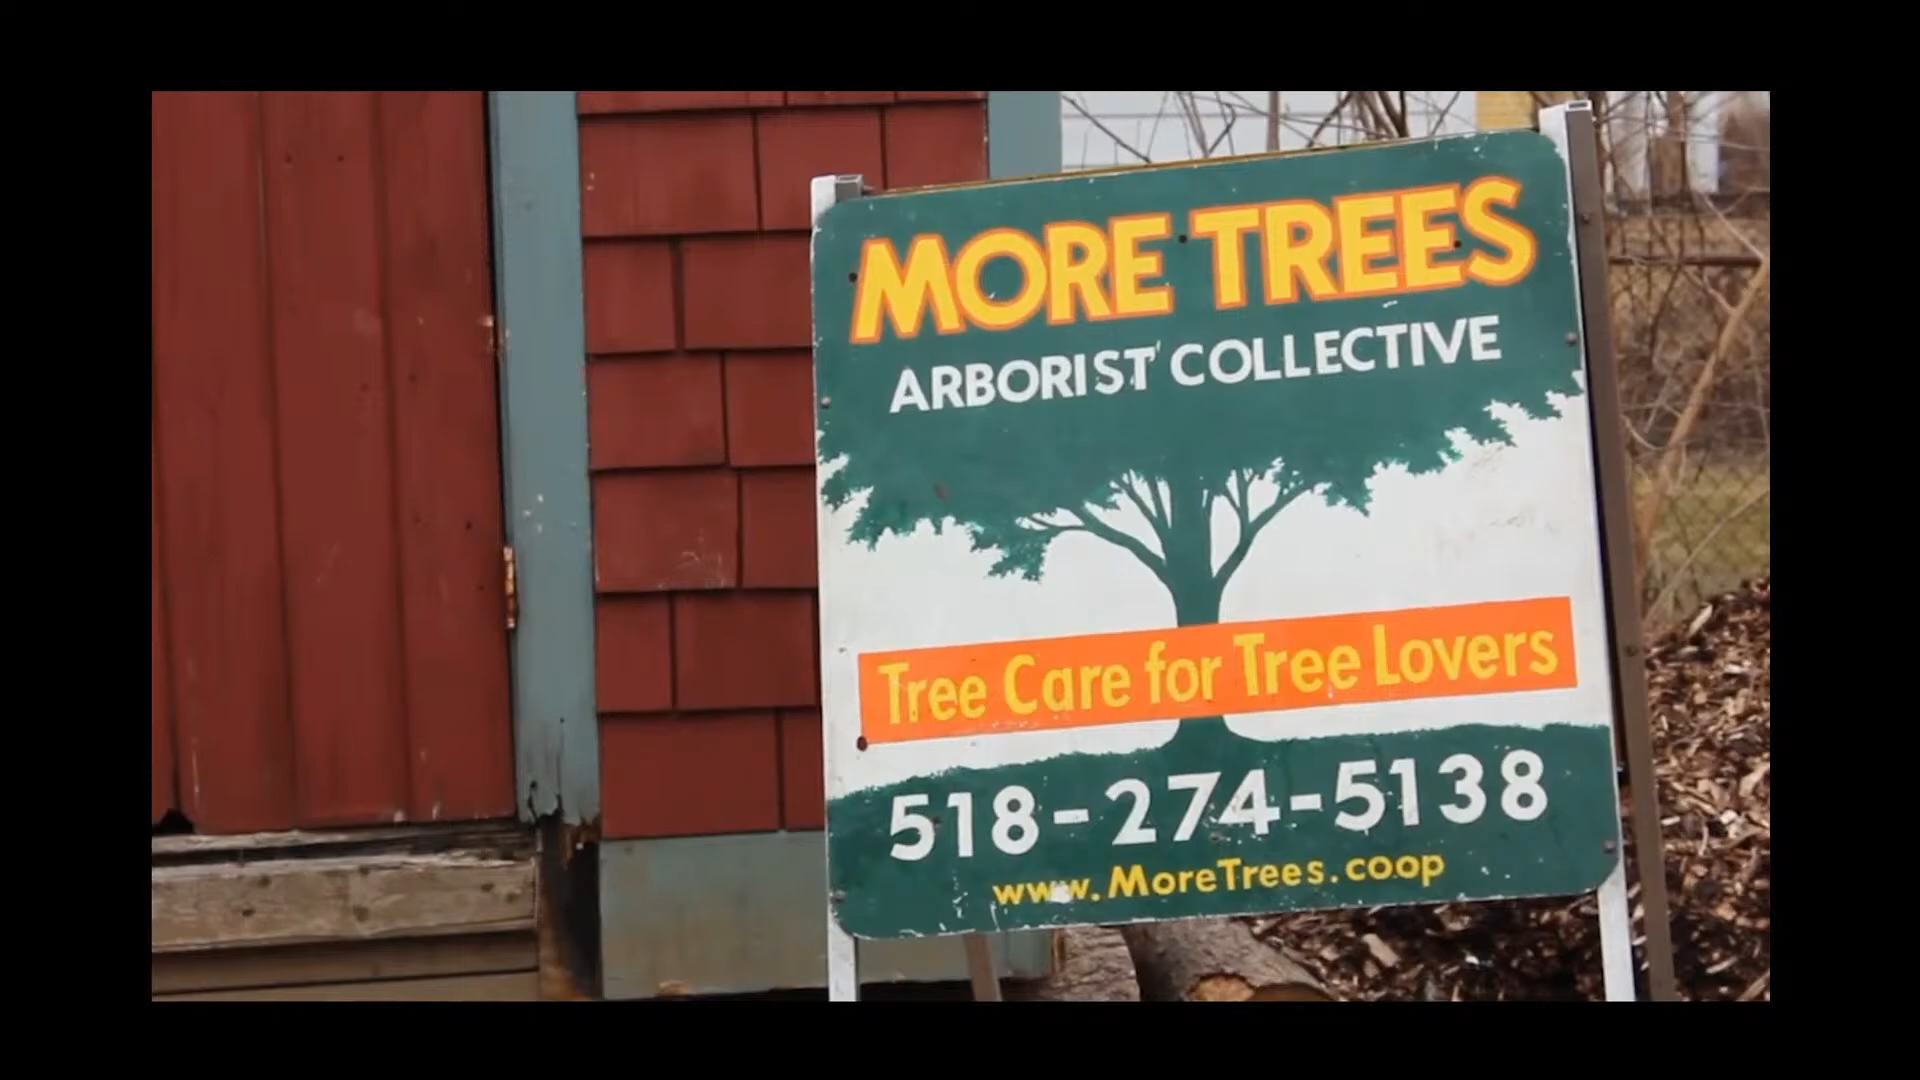 MORE TREES
ARBORIST COLLECTIVE
Tree Care for Tree Lovers
518-274-5138
www.MoreTrees.coop